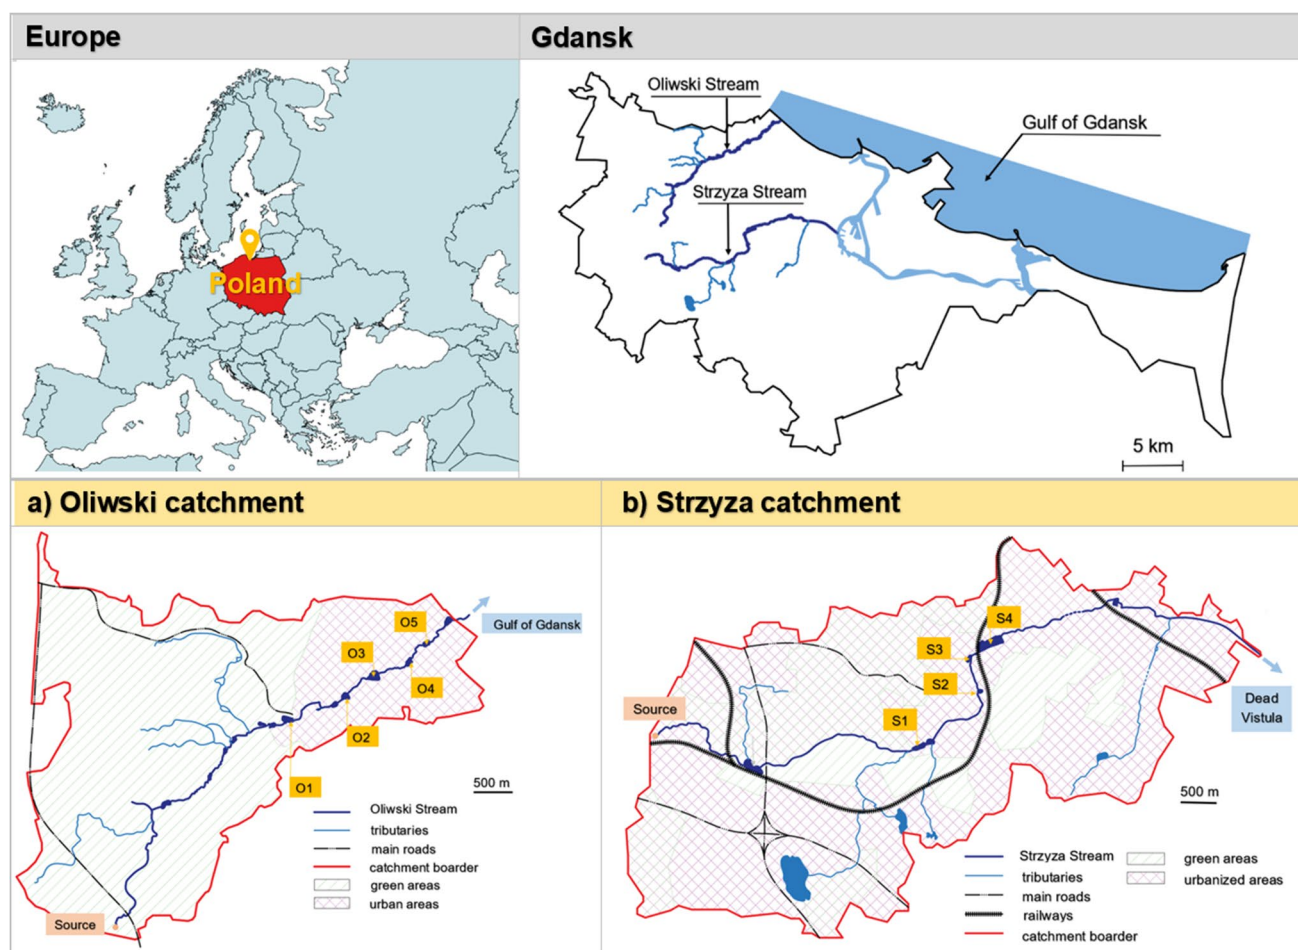 Europe
Gdansk
Poland
Oliwski Stream
Strzyza Stream
Gulf of Gdansk
5 km
a) Oliwski catchment
O5
Gulf of Gdansk
O3
O4
O2
O1
500 m
Oliwski Stream
tributaries
main roads
catchment boarder
green areas
urban areas
Source
b) Strzyza catchment
S4
S3
S2
S1
Source
Dead
Vistula
500 m
Strzyza Stream
tributaries
main roads
railways
catchment boarder
green areas
urbanized areas